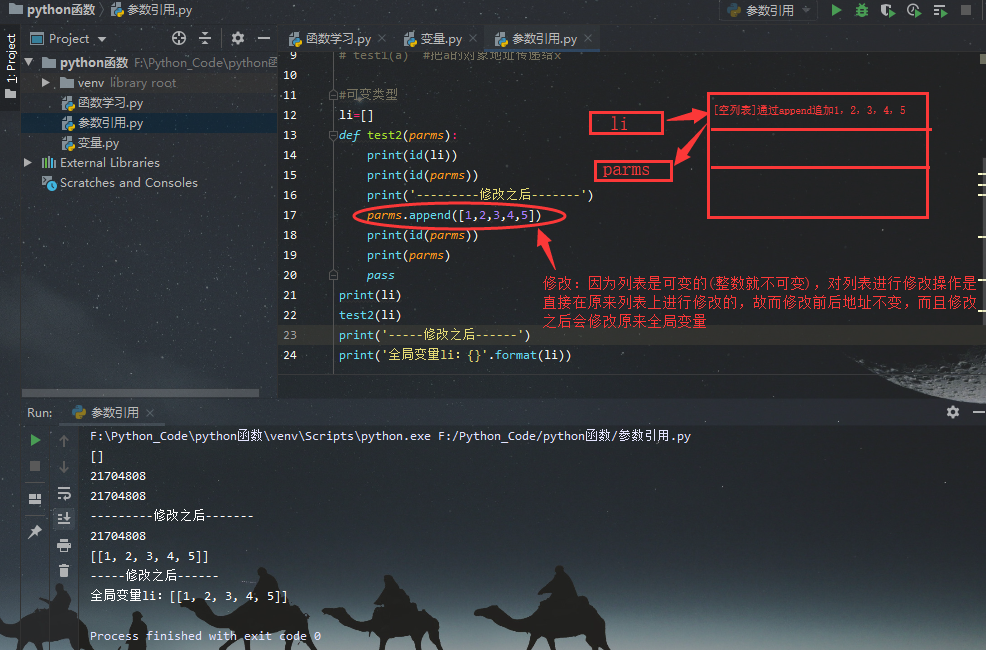 python函数 参数引用.py 参数引用
1: Project
Project 函数学习.py 变量.py 参数引用.py
python函数 F:\Python_Code\python函
venv library root
函数学习.py
参数引用.py
变量.py
External Libraries
Scratches and Consoles
9 # test1(a) #把a的对象地址传递给x
10
11 #可变类型
12 li=[]
13 def test2(parms):
14 print(id(li))
15 print(id(parms))
16 print('---------修改之后-------')
17 parms.append([1,2,3,4,5])
18 print(id(parms))
19 print(parms)
20 pass
21 print(li)
22 test2(li)
23 print('-----修改之后------')
24 print('全局变量li：{}'.format(li))
li
parms
[空列表]通过append追加1，2，3，4，5
修改：因为列表是可变的(整数就不可变)，对列表进行修改操作是
直接在原来列表上进行修改的，故而修改前后地址不变，而且修改
之后会修改原来全局变量
Run: 参数引用
F:\Python_Code\python函数\venv\Scripts\python.exe F:/Python_Code/python函数/参数引用.py
[]
21704808
21704808
---------修改之后-------
21704808
[[1, 2, 3, 4, 5]]
-----修改之后------
全局变量li：[[1, 2, 3, 4, 5]]
Process finished with exit code 0